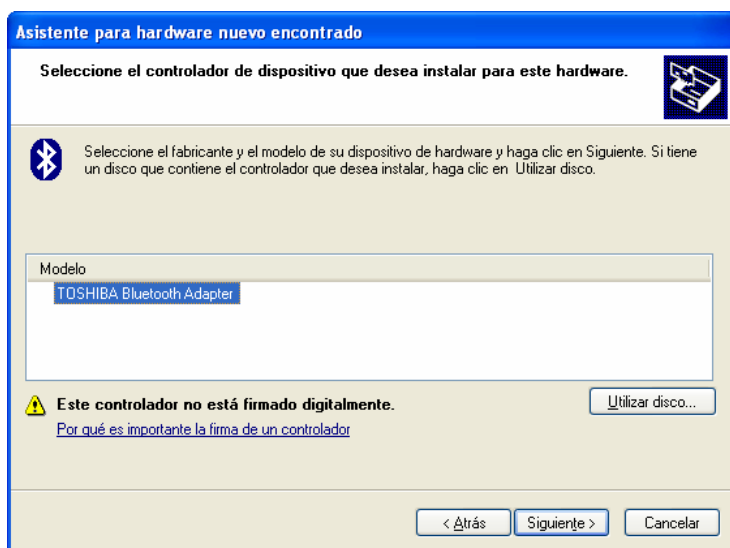 Asistente para hardware nuevo encontrado
Seleccione el controlador de dispositivo que desea instalar para este hardware.
Seleccione el fabricante y el modelo de su dispositivo de hardware y haga clic en Siguiente. Si tiene
un disco que contiene el controlador que desea instalar, haga clic en Utilizar disco.
Modelo
TOSHIBA Bluetooth Adapter
Este controlador no está firmado digitalmente.
Utilizar disco...
Por qué es importante la firma de un controlador
< Atrás
Siguiente >
Cancelar